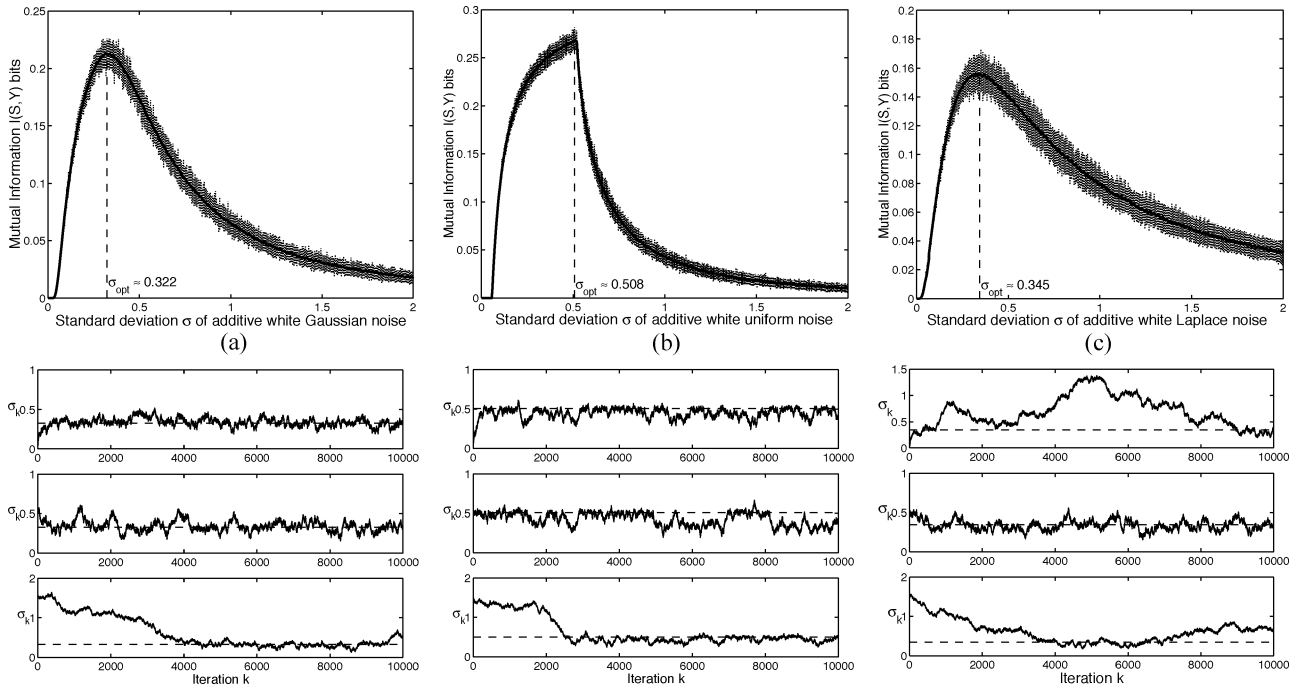 0.25
0.2
0.15
0.1
0.05
0
Mutual Information I(S,Y) bits
σopt ≈ 0.322
0 0.5 1 1.5 2
Standard deviation σ of additive white Gaussian noise
(a)
0.3
0.25
0.2
0.15
0.1
0.05
0
Mutual Information I(S,Y) bits
σopt ≈ 0.508
0 0.5 1 1.5 2
Standard deviation σ of additive white uniform noise
(b)
0.2
0.18
0.16
0.14
0.12
0.1
0.08
0.06
0.04
0.02
0
Mutual Information I(S,Y) bits
σopt ≈ 0.345
0 0.5 1 1.5 2
Standard deviation σ of additive white Laplace noise
(c)
1
σk 0.5
0
0 2000 4000 6000 8000 10000
1
σk 0.5
0
0 2000 4000 6000 8000 10000
2
σk 1
0
0 2000 4000 6000 8000 10000
Iteration k
1
σk 0.5
0
0 2000 4000 6000 8000 10000
1
σk 0.5
0
0 2000 4000 6000 8000 10000
2
σk 1
0
0 2000 4000 6000 8000 10000
Iteration k
1.5
1
σk
0.5
0
0 2000 4000 6000 8000 10000
1
σk 0.5
0
0 2000 4000 6000 8000 10000
2
σk 1
0
0 2000 4000 6000 8000 10000
Iteration k